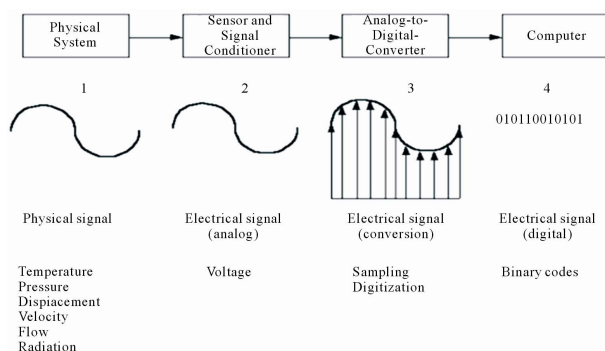 Physical
System
Sensor and
Signal
Conditioner
Analog-to
Digital-
Converter
Computer
1
2
3
4
010110010101
Physical signal
Electrical signal
(analog)
Electrical signal
(conversion)
Electrical signal
(digital)
Temperature
Pressure
Dispiacement
Velocity
Flow
Radiation
Voltage
Sampling
Digitization
Binary codes